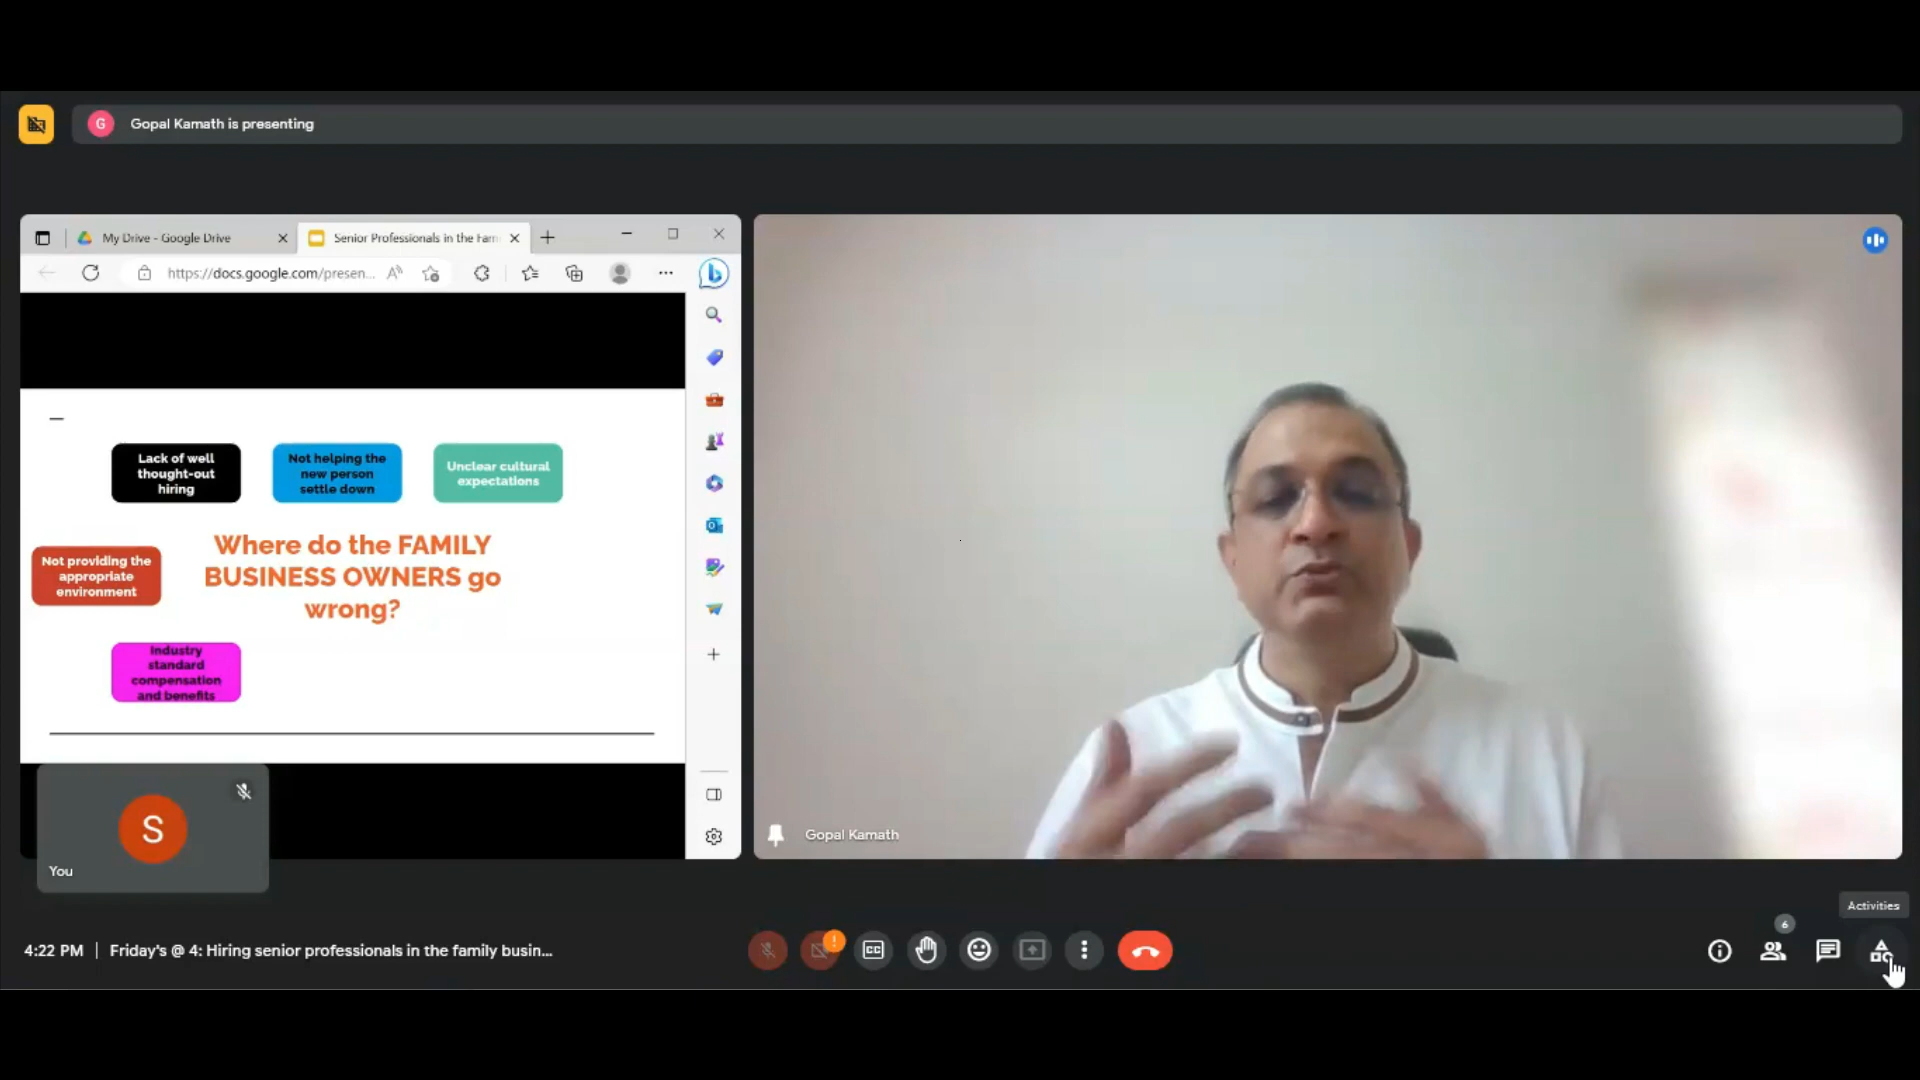 G
Gopal Kamath is presenting
My Drive - Google Drive
Senior Professionals in the Fam
https://docs.google.com/presen...
Lack of well
thought-out
hiring
Not helping the
new person
settle down
Unclear cultural
expectations
Where do the FAMILY
BUSINESS OWNERS go
wrong?
Not providing the
appropriate
environment
Industry
standard
compensation
and benefits
S
You
Gopal Kamath
Activities
6
4:22 PM | Friday's @ 4: Hiring senior professionals in the family busin...
CC